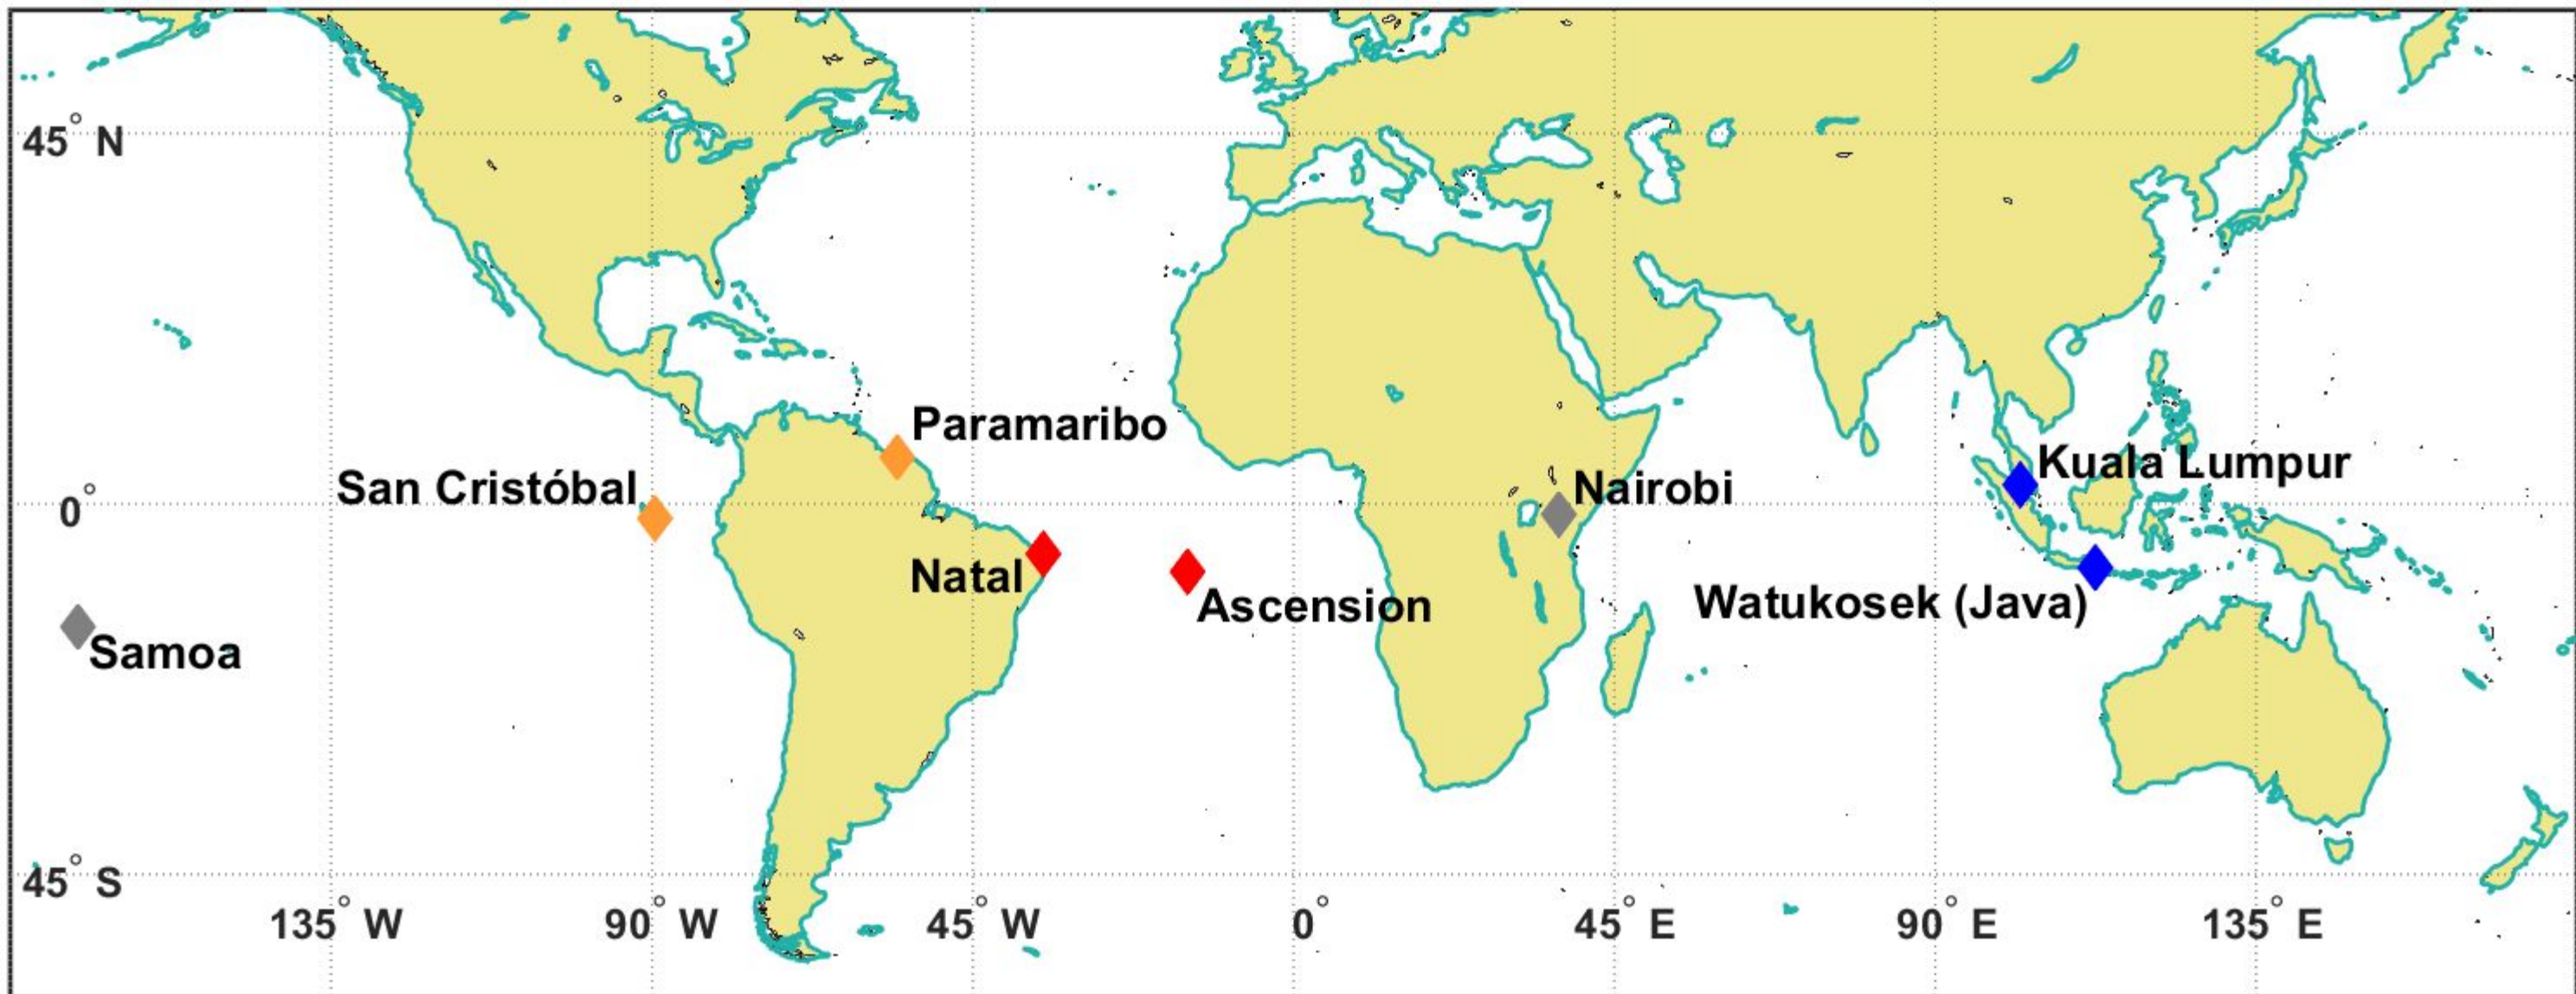 45° N
Paramaribo
Kuala Lumpur
San Cristóbal
Nairobi
0°
Natal
Ascension
Watukosek (Java)
Samoa
45° S
135° W
90° W
45° W
0°
45° E
90° E
135° E